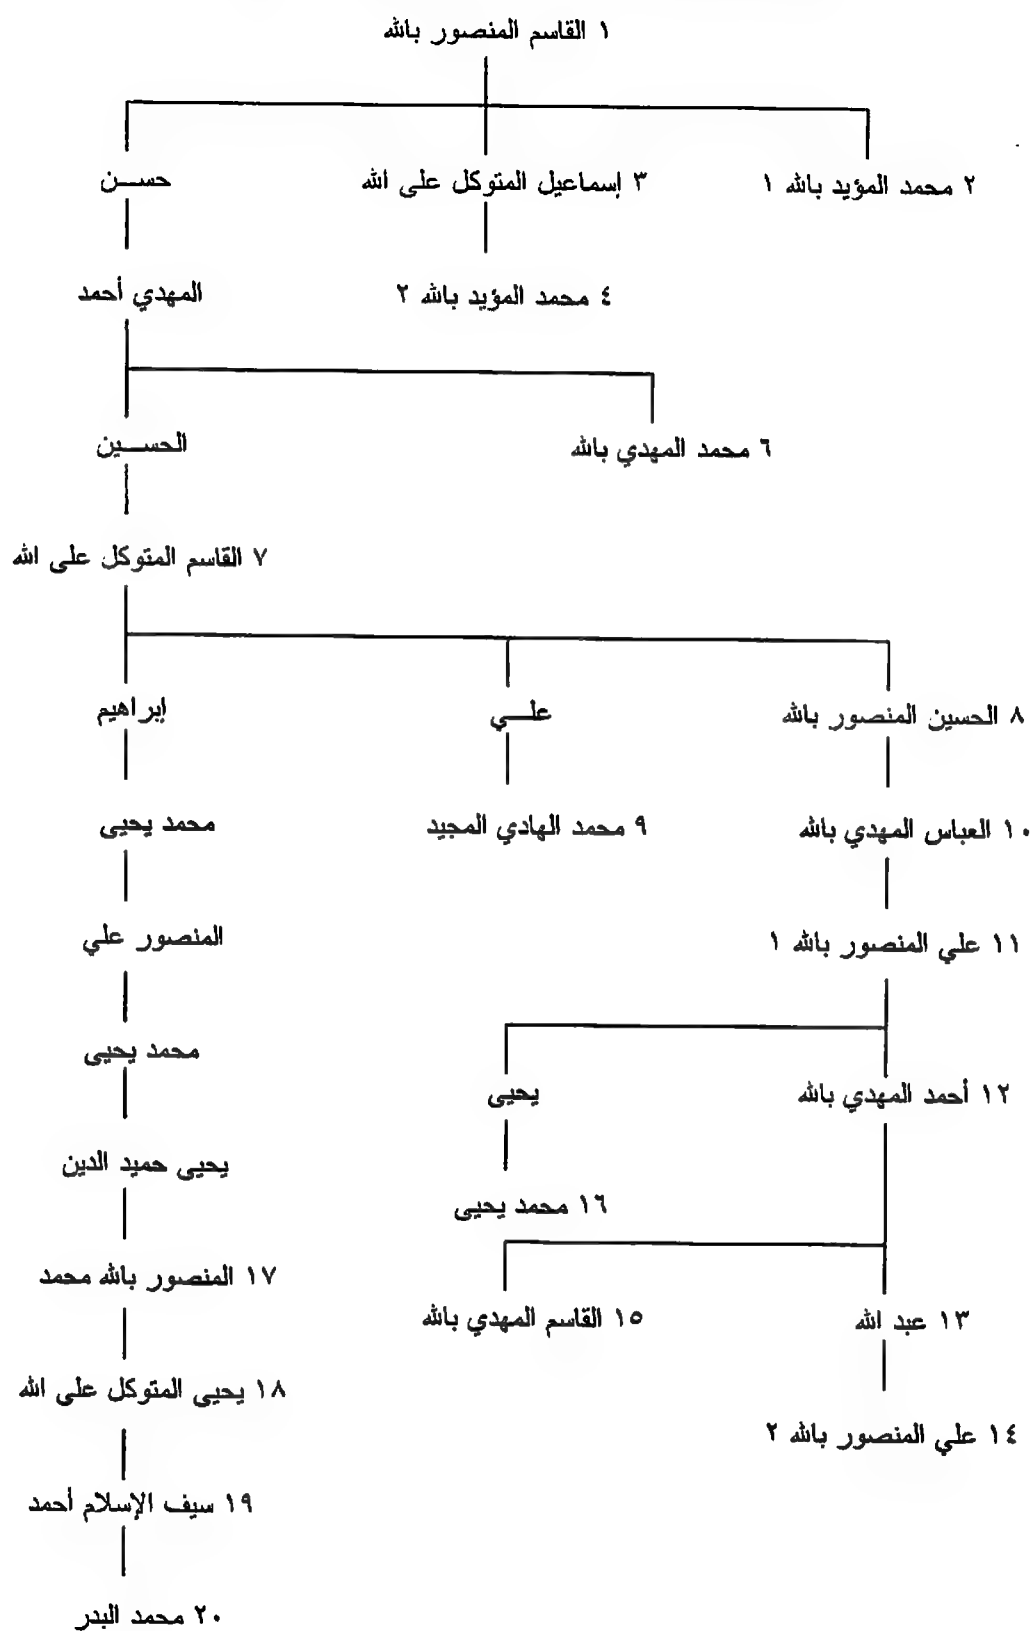 ١ القاسم المنصور بالله
٢ محمد المؤيد بالله ١
٣ إسماعيل المتوكل على الله
حسن
٤ محمد المؤيد بالله ٢
المهدي أحمد
٦ محمد المهدي بالله
الحسين
٧ القاسم المتوكل على الله
٨ الحسين المنصور بالله
علي
إبراهيم
١٠ العباس المهدي بالله
٩ محمد الهادي المجيد
محمد يحيى
١١ علي المنصور بالله ١
المنصور علي
محمد يحيى
١٢ أحمد المهدي بالله
يحيى
يحيى حميد الدين
١٦ محمد يحيى
١٧ المنصور بالله محمد
١٣ عبد الله
١٥ القاسم المهدي بالله
١٨ يحيى المتوكل على الله
١٤ علي المنصور بالله ٢
١٩ سيف الإسلام أحمد
٢٠ محمد البدر